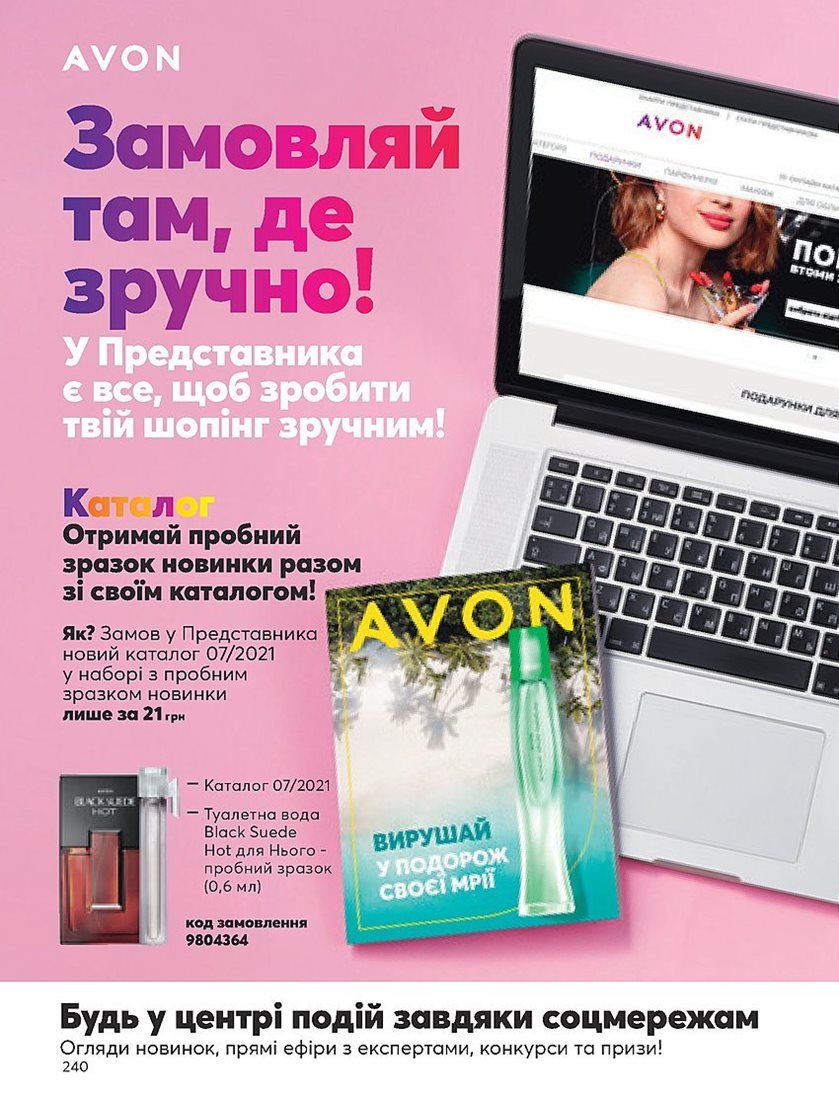 AVON
Замовляй
там, де
зручно!
У Представника
є все, щоб зробити
твій шопінг зручним!
Каталог
Отримай пробний
зразок новинки разом
зі своїм каталогом!
Як? Замов у Представника
новий каталог 07/2021
у наборі з пробним
зразком новинки
лише за 21 грн
— Каталог 07/2021
— Туалетна вода
Black Suede
Hot для Нього -
пробний зразок
(0,6 мл)
код замовлення
9804364
BLACK SUEDE
HOT
AVON
ВИРУШАЙ
У ПОДОРОЖ
СВОЄЇ МРІЇ
AVON
ПОДАРУНКИ
ПАРФУМЕРІЯ
МАКІЯЖ
ПОДАРУНКИ ДЛЯ
Будь у центрі подій завдяки соцмережам
Огляди новинок, прямі ефіри з експертами, конкурси та призи!
240